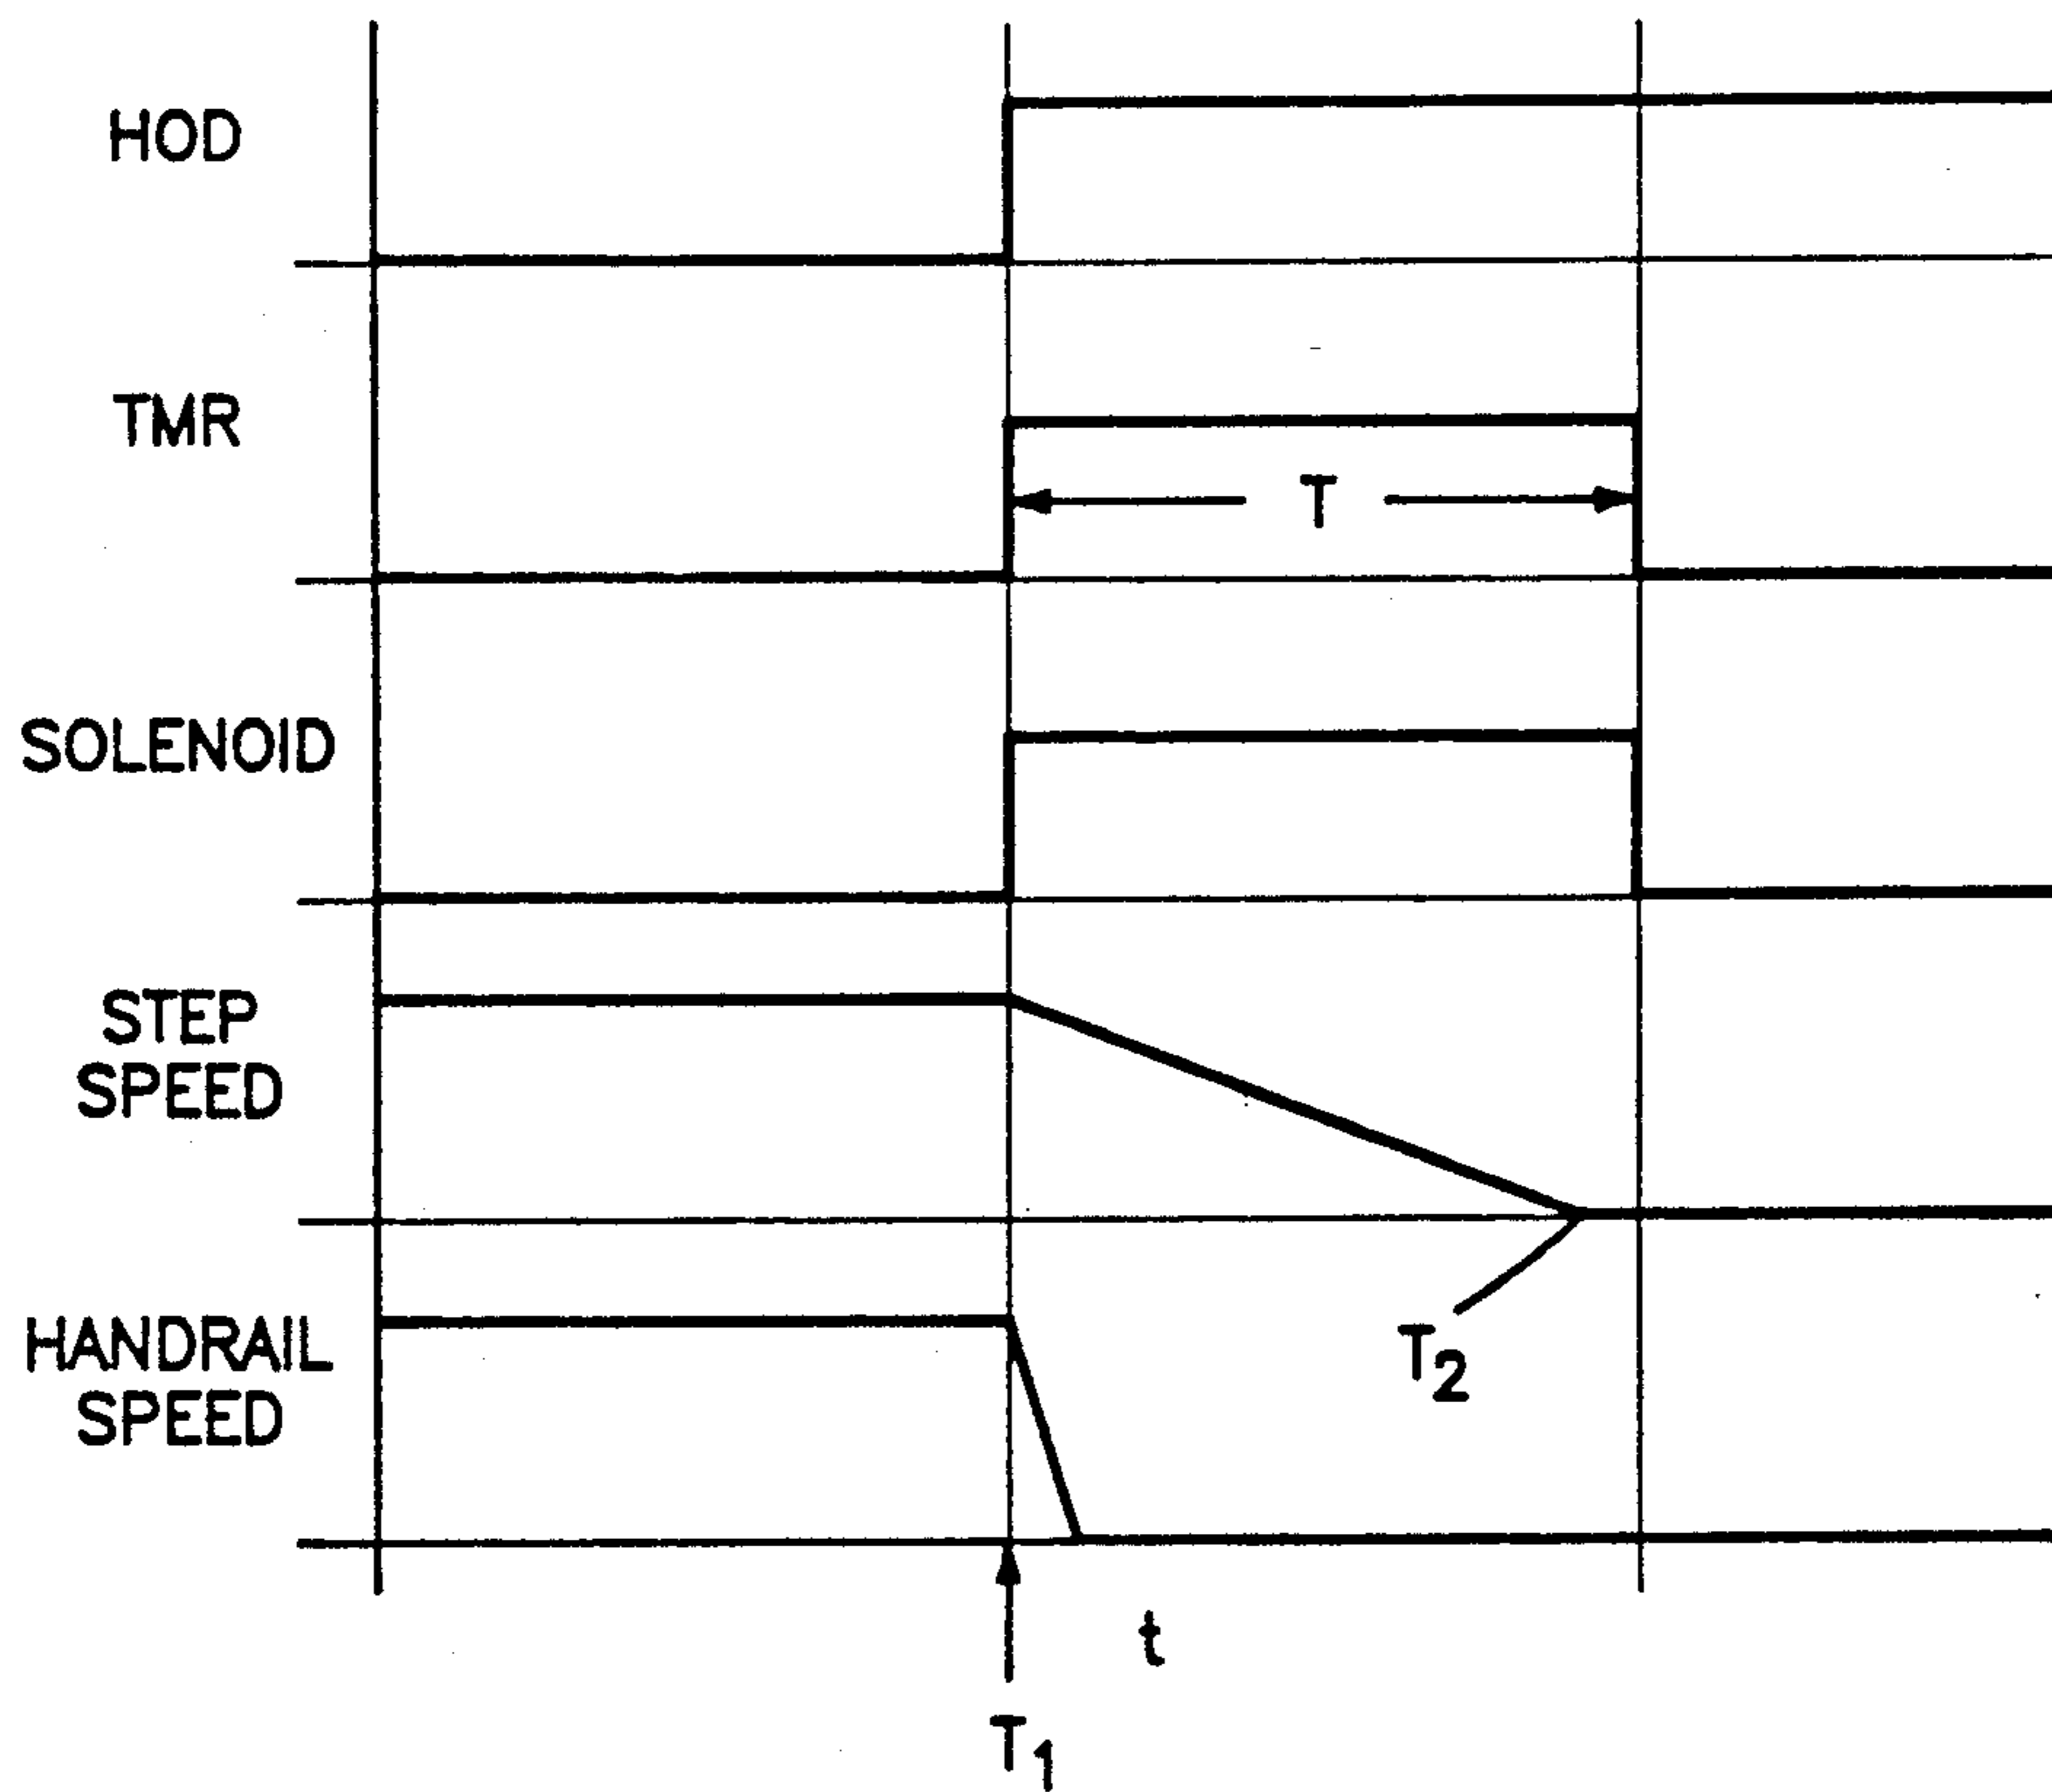 HOD
TMR
T
SOLENOID
STEP
SPEED
T2
HANDRAIL
SPEED
t
T1